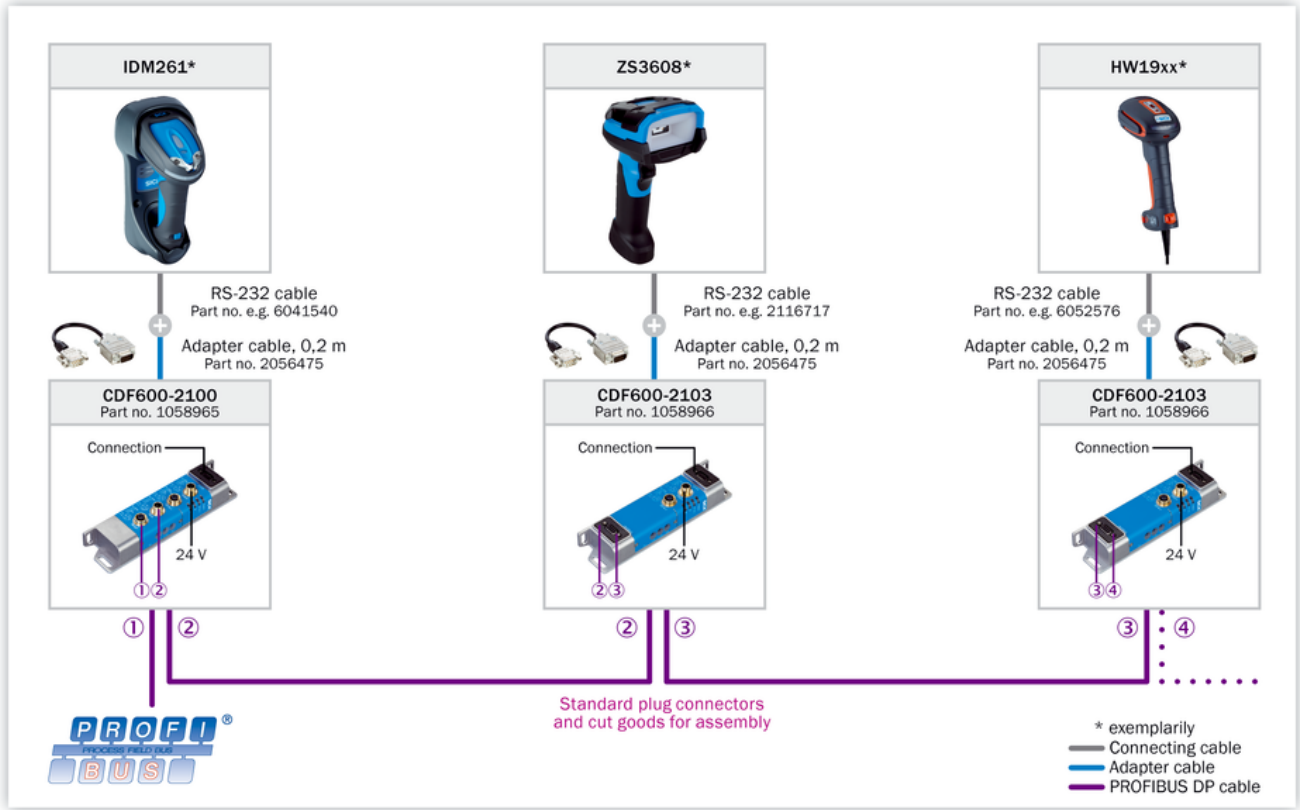 IDM261*
ZS3608*
HW19xx*
RS-232 cable
Part no. e.g. 6041540
Adapter cable, 0,2 m
Part no. 2056475
RS-232 cable
Part no. e.g. 2116717
Adapter cable, 0,2 m
Part no. 2056475
RS-232 cable
Part no. e.g. 6052576
Adapter cable, 0,2 m
Part no. 2056475
CDF600-2100
Part no. 1058965
Connection
24 V
①②
CDF600-2103
Part no. 1058966
Connection
24 V
②③
CDF600-2103
Part no. 1058966
Connection
24 V
③④
① ②
② ③
③ ④
Standard plug connectors
and cut goods for assembly
PROFI®
PROCESS FIELD BUS
BUS
* exemplarily
Connecting cable
Adapter cable
PROFIBUS DP cable